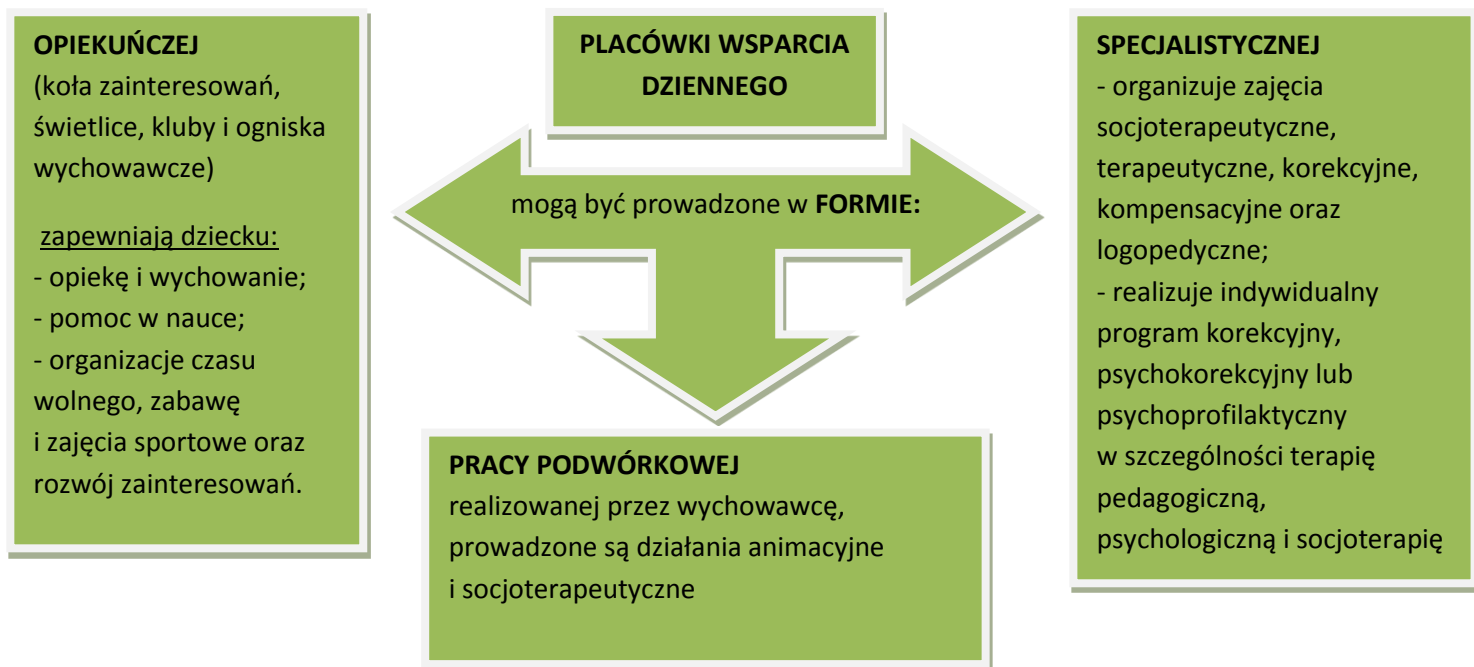 PLACÓWKI WSPARCIA
DZIENNEGO
mogą być prowadzone w FORMIE:
OPIEKUŃCZEJ
(koła zainteresowań,
świetlice, kluby i ogniska
wychowawcze)
zapewniają dziecku:
- opiekę i wychowanie;
- pomoc w nauce;
- organizacje czasu
wolnego, zabawę
i zajęcia sportowe oraz
rozwój zainteresowań.
PRACY PODWÓRKOWEJ
realizowanej przez wychowawcę,
prowadzone są działania animacyjne
i socjoterapeutyczne
SPECJALISTYCZNEJ
- organizuje zajęcia
socjoterapeutyczne,
terapeutyczne, korekcyjne,
kompensacyjne oraz
logopedyczne;
- realizuje indywidualny
program korekcyjny,
psychokorekcyjny lub
psychoprofilaktyczny
w szczególności terapię
pedagogiczną,
psychologiczną i socjoterapię